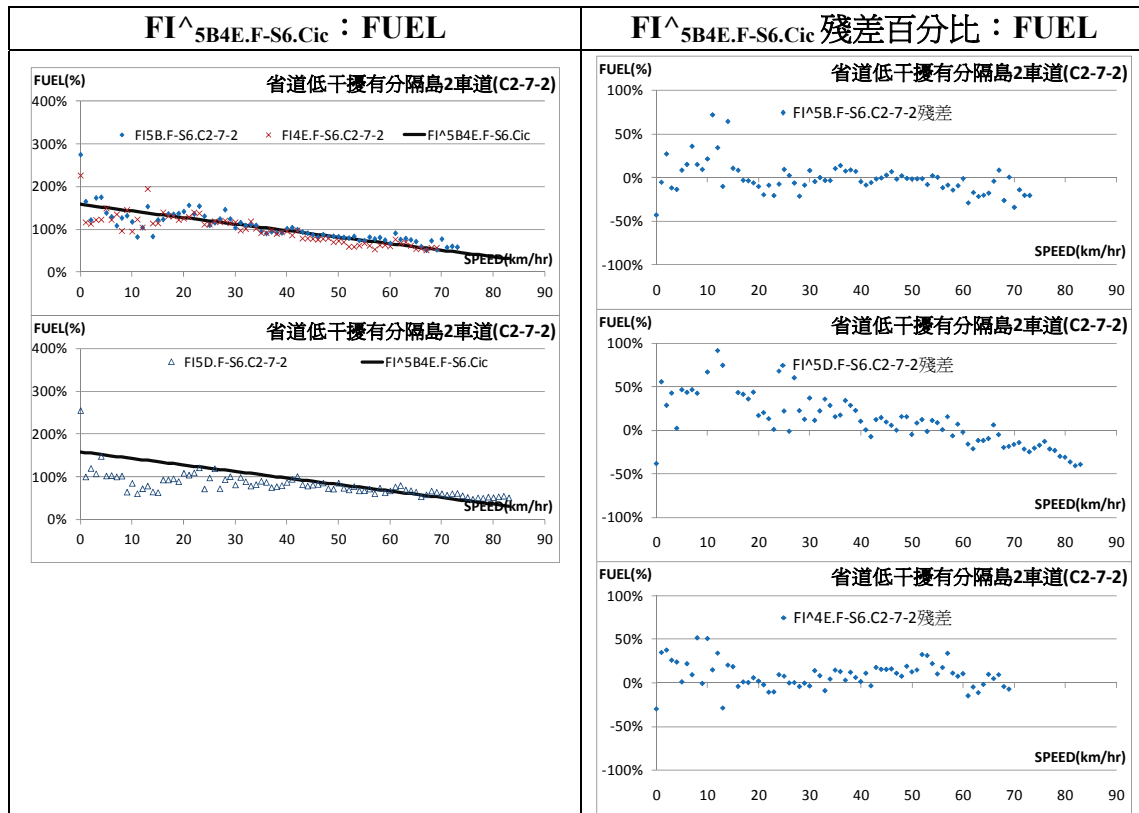 FI^5B4E.F-S6.Cic：FUEL
FI^5B4E.F-S6.Cic 殘差百分比：FUEL
FUEL(%)
省道低干擾有分隔島2車道(C2-7-2)
400%
300%
200%
100%
0%
FI5B.F-S6.C2-7-2
FI4E.F-S6.C2-7-2
FI^5B4E.F-S6.Cic
SPEED(km/hr)
0 10 20 30 40 50 60 70 80 90
FUEL(%)
省道低干擾有分隔島2車道(C2-7-2)
400%
300%
200%
100%
0%
FI5D.F-S6.C2-7-2
FI^5B4E.F-S6.Cic
SPEED(km/hr)
0 10 20 30 40 50 60 70 80 90
FUEL(%)
省道低干擾有分隔島2車道(C2-7-2)
100%
50%
0%
-50%
-100%
FI^5B.F-S6.C2-7-2殘差
SPEED(km/hr)
0 10 20 30 40 50 60 70 80 90
FUEL(%)
省道低干擾有分隔島2車道(C2-7-2)
100%
50%
0%
-50%
-100%
FI^5D.F-S6.C2-7-2殘差
SPEED(km/hr)
0 10 20 30 40 50 60 70 80 90
FUEL(%)
省道低干擾有分隔島2車道(C2-7-2)
100%
50%
0%
-50%
-100%
FI^4E.F-S6.C2-7-2殘差
SPEED(km/hr)
0 10 20 30 40 50 60 70 80 90